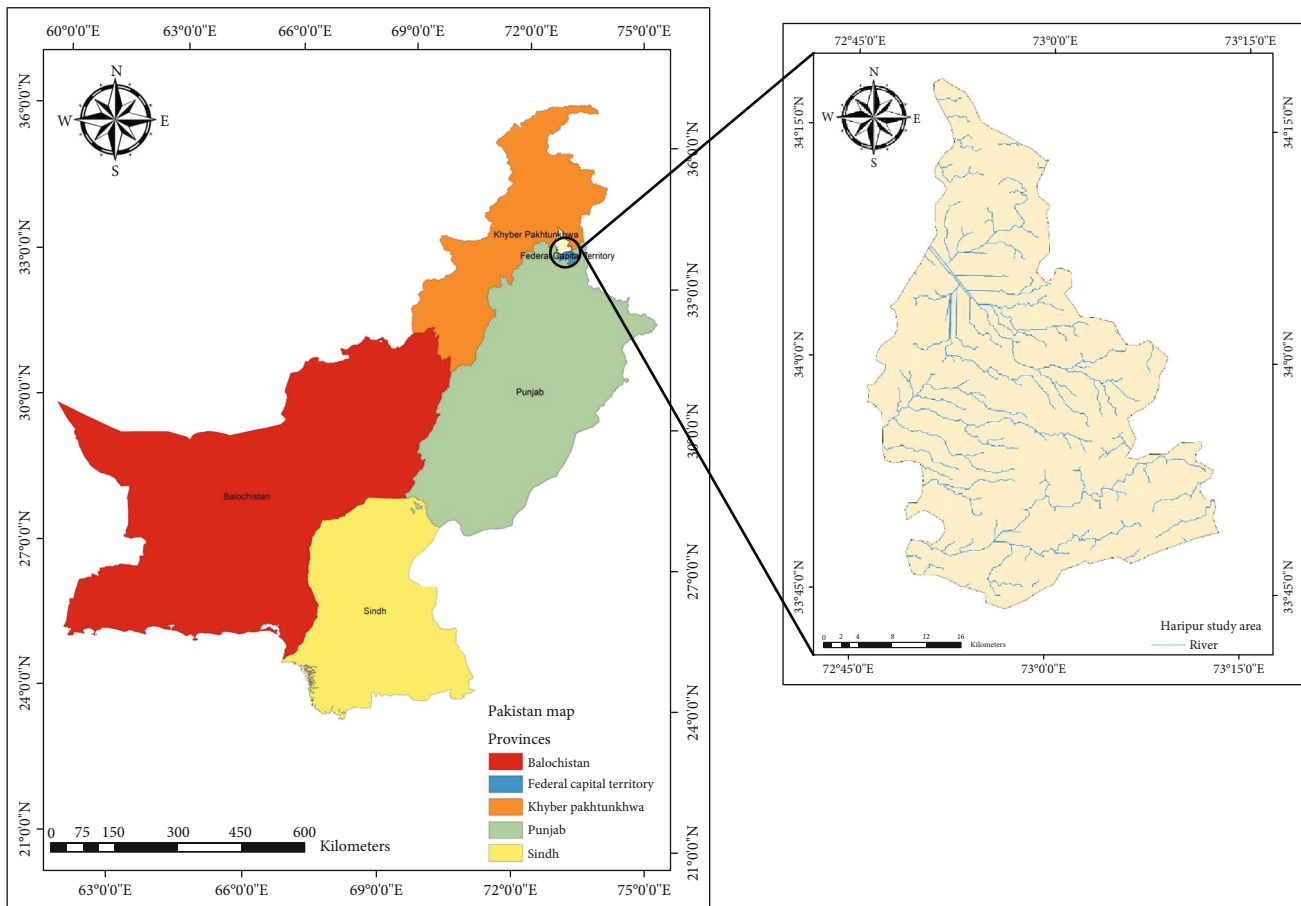 60°0'0"E 63°0'0"E 66°0'0"E 69°0'0"E 72°0'0"E 75°0'0"E
36°0'0"N
33°0'0"N
30°0'0"N
27°0'0"N
24°0'0"N
21°0'0"N
N
W E
S
Khyber Pakhtunkhwa
Federal Capital Territory
Punjab
Balochistan
Sindh
36°0'0"N
33°0'0"N
30°0'0"N
27°0'0"N
24°0'0"N
21°0'0"N
Pakistan map
Provinces
Balochistan
Federal capital territory
Khyber pakhtunkhwa
Punjab
Sindh
0 75 150 300 450 600
Kilometers
63°0'0"E 66°0'0"E 69°0'0"E 72°0'0"E 75°0'0"E
72°45'0"E 73°0'0"E 73°15'0"E
N
W E
S
34°15'0"N
34°0'0"N
33°45'0"N
34°15'0"N
34°0'0"N
33°45'0"N
Haripur study area
River
0 2 4 8 12 16
Kilometers
72°45'0"E 73°0'0"E 73°15'0"E